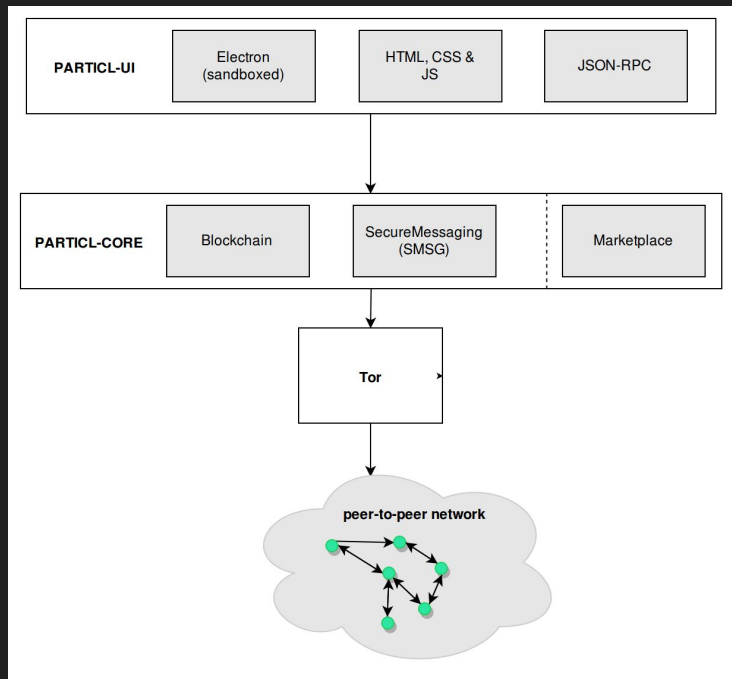 PARTICL-UI
Electron
(sandboxed)
HTML, CSS &
JS
JSON-RPC
PARTICL-CORE
Blockchain
SecureMessaging
(SMSG)
Marketplace
Tor
peer-to-peer network